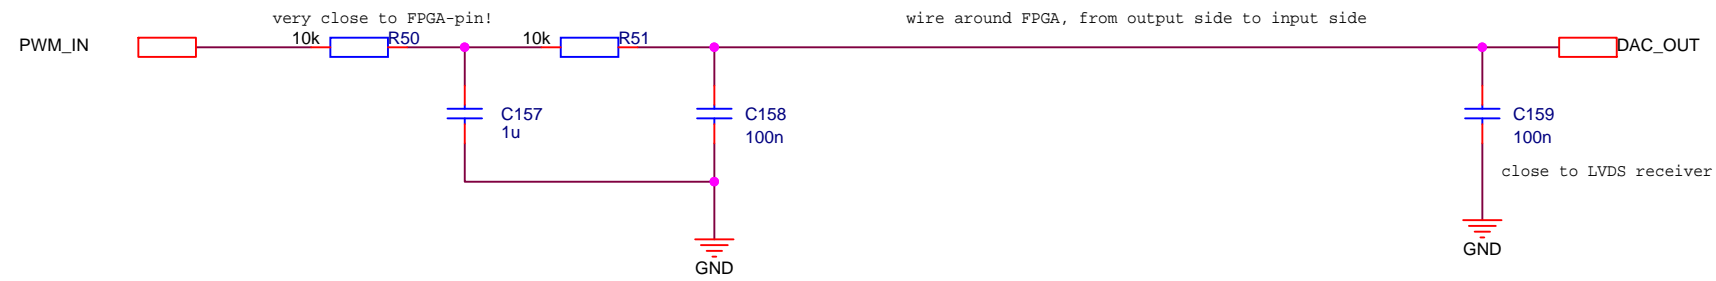 very close to FPGA-pin!
wire around FPGA, from output side to input side
PWM_IN
10k
R50
10k
R51
DAC_OUT
C157
1u
C158
100n
C159
100n
close to LVDS receiver
GND
GND